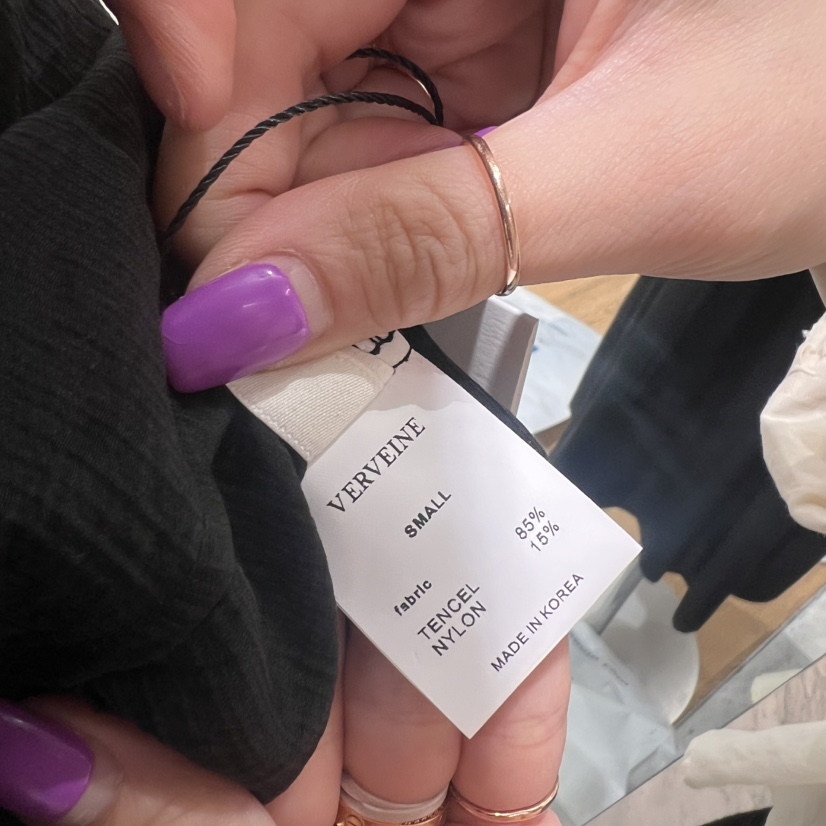 VERVEINE
SMALL
fabric
TENCEL 85%
NYLON 15%
MADE IN KOREA